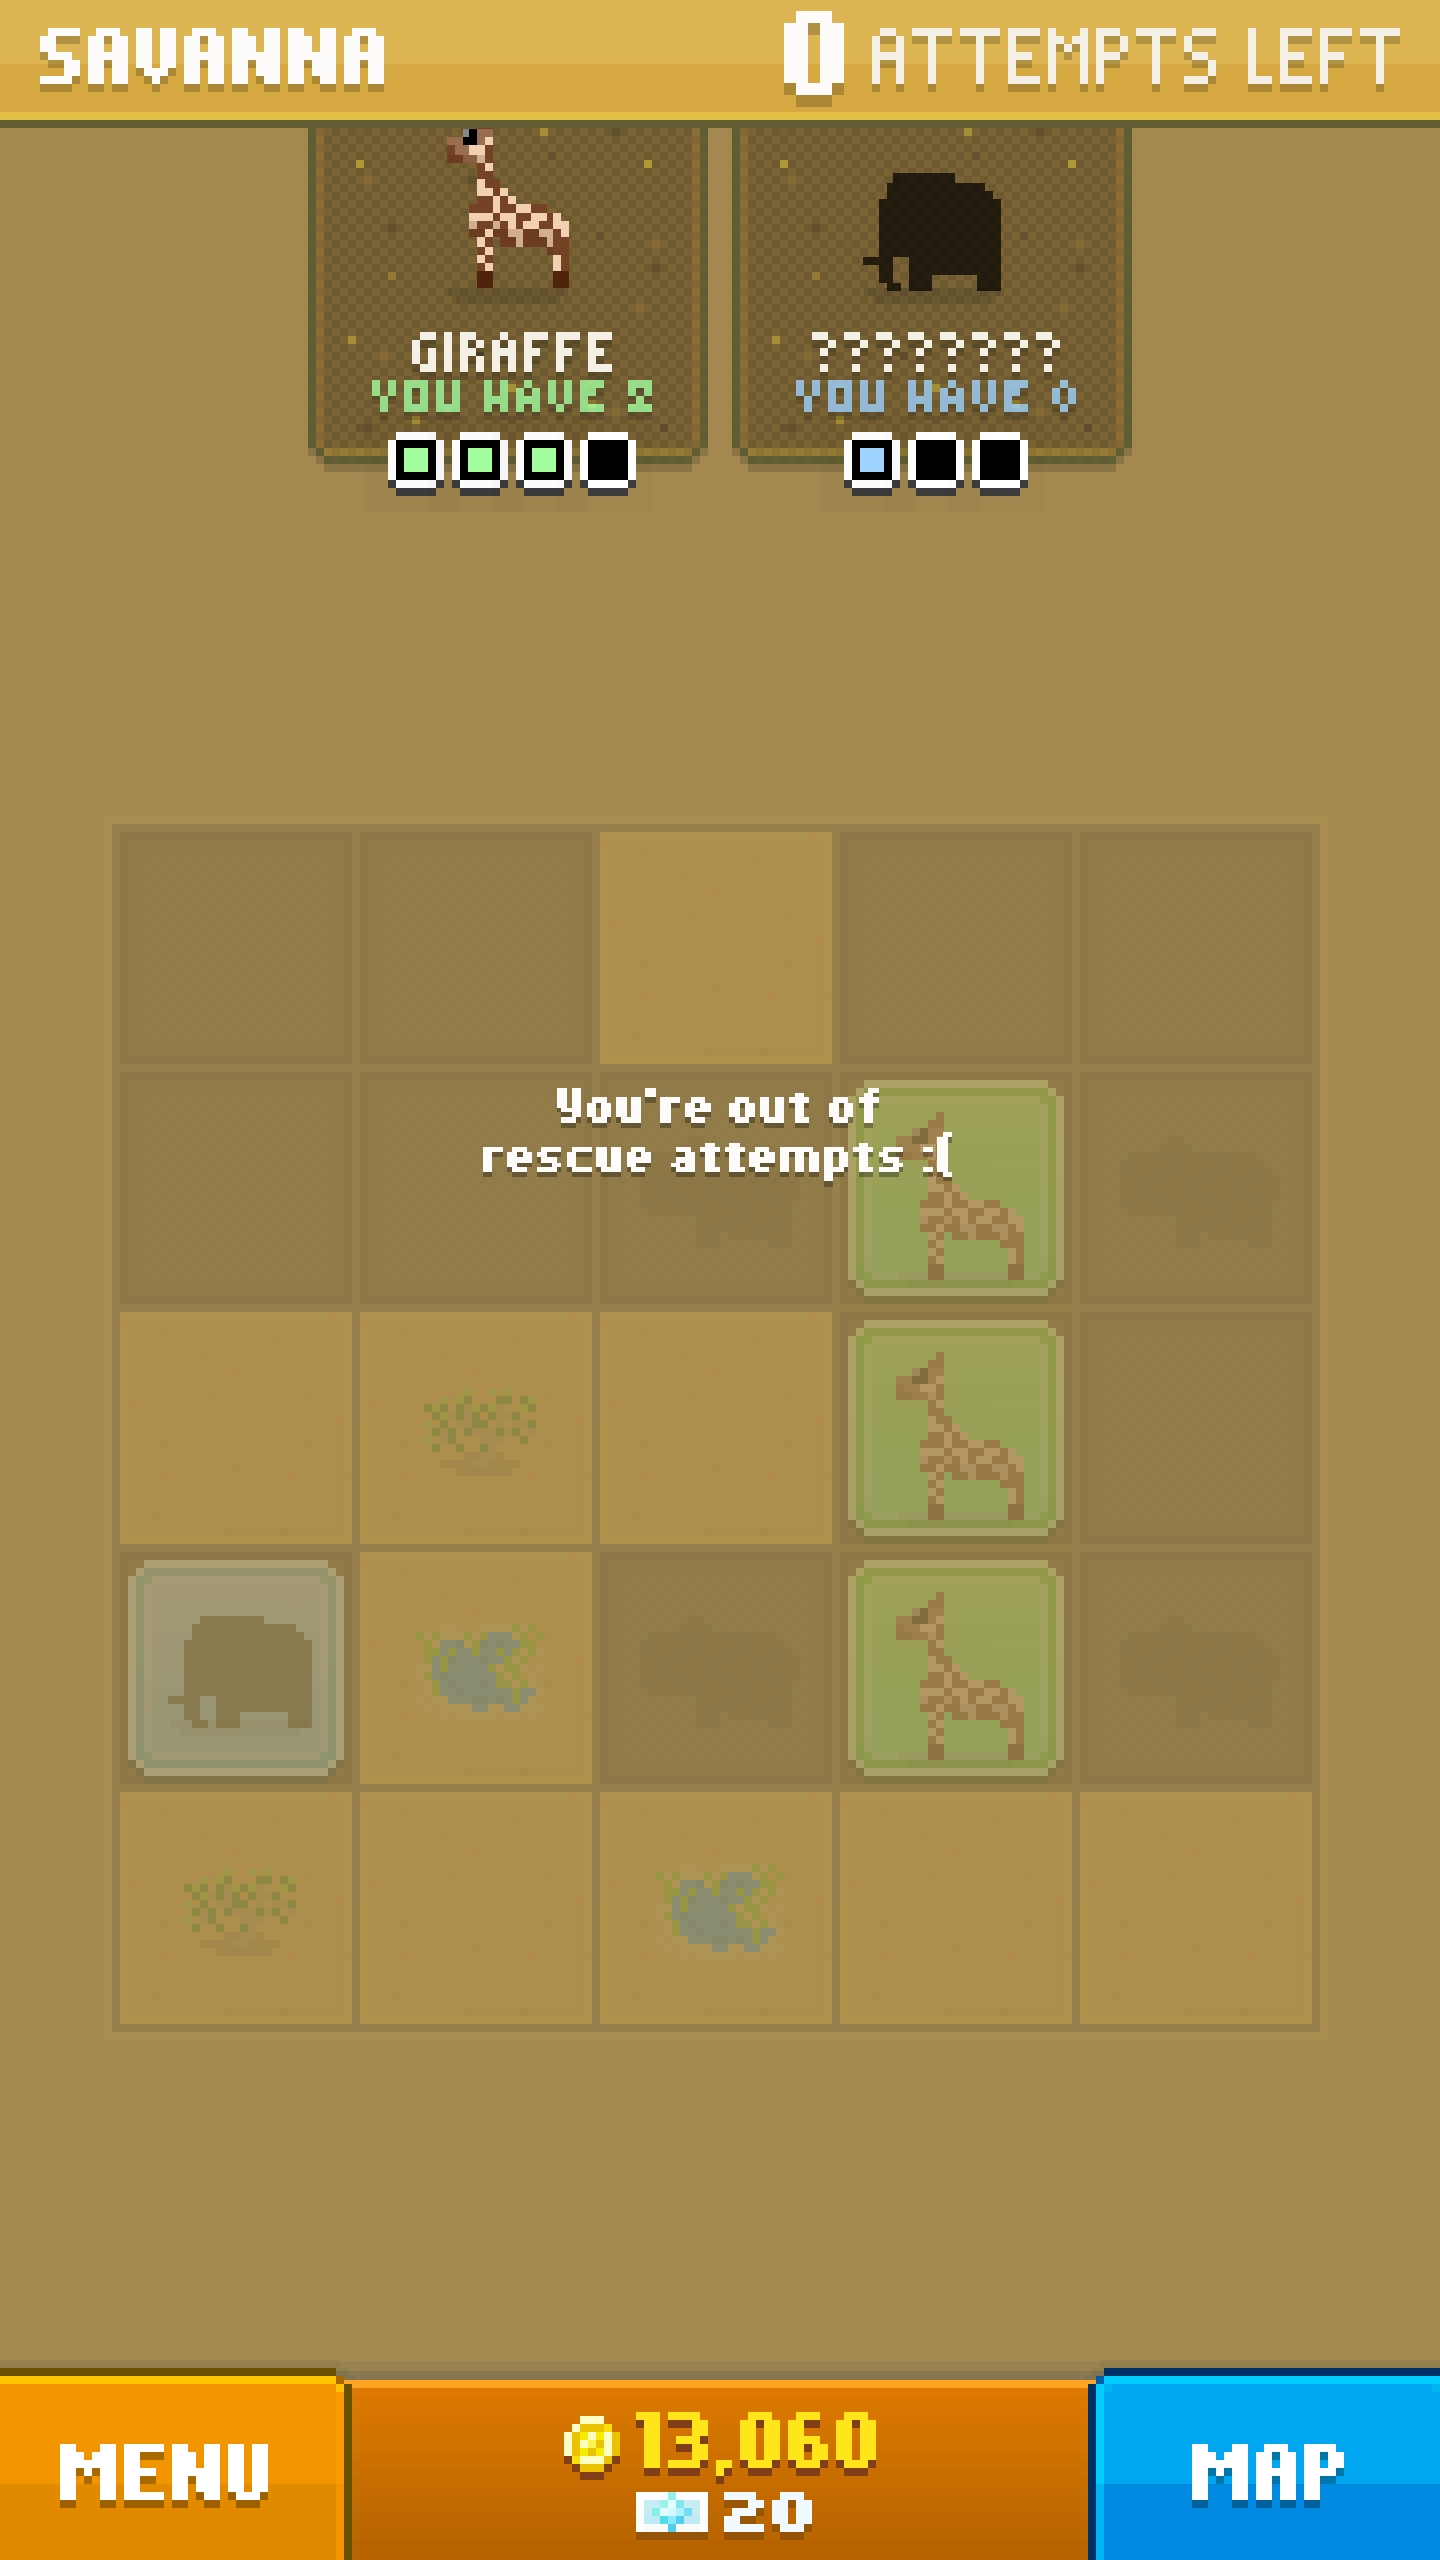 SAVANNA
0 ATTEMPTS LEFT
GIRAFFE
YOU HAVE 2
????????
YOU HAVE 0
You're out of
rescue attempts :(
MENU
13,060
20
MAP